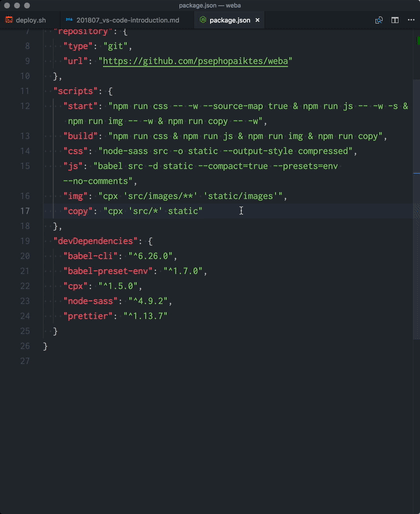 package.json — weba
deploy.sh
201807_vs-code-introduction.md
package.json ×
7 "repository": {
8 "type": "git",
9 "url": "https://github.com/psephopaiktes/weba"
10 },
11 "scripts": {
12 "start": "npm run css -- -w --source-map true & npm run js -- -w -s &
npm run img -- -w & npm run copy -- -w",
13 "build": "npm run css & npm run js & npm run img & npm run copy",
14 "css": "node-sass src -o static --output-style compressed",
15 "js": "babel src -d static --compact=true --presets=env
--no-comments",
16 "img": "cpx 'src/images/**' 'static/images'",
17 "copy": "cpx 'src/*' static"
18 },
19 "devDependencies": {
20 "babel-cli": "^6.26.0",
21 "babel-preset-env": "^1.7.0",
22 "cpx": "^1.5.0",
23 "node-sass": "^4.9.2",
24 "prettier": "^1.13.7"
25 }
26 }
27